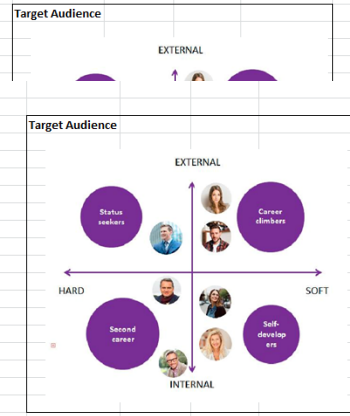 Target Audience
EXTERNAL
Target Audience
EXTERNAL
Status
seekers
Career
climbers
HARD
SOFT
Second
career
Self-
develop
ers
INTERNAL